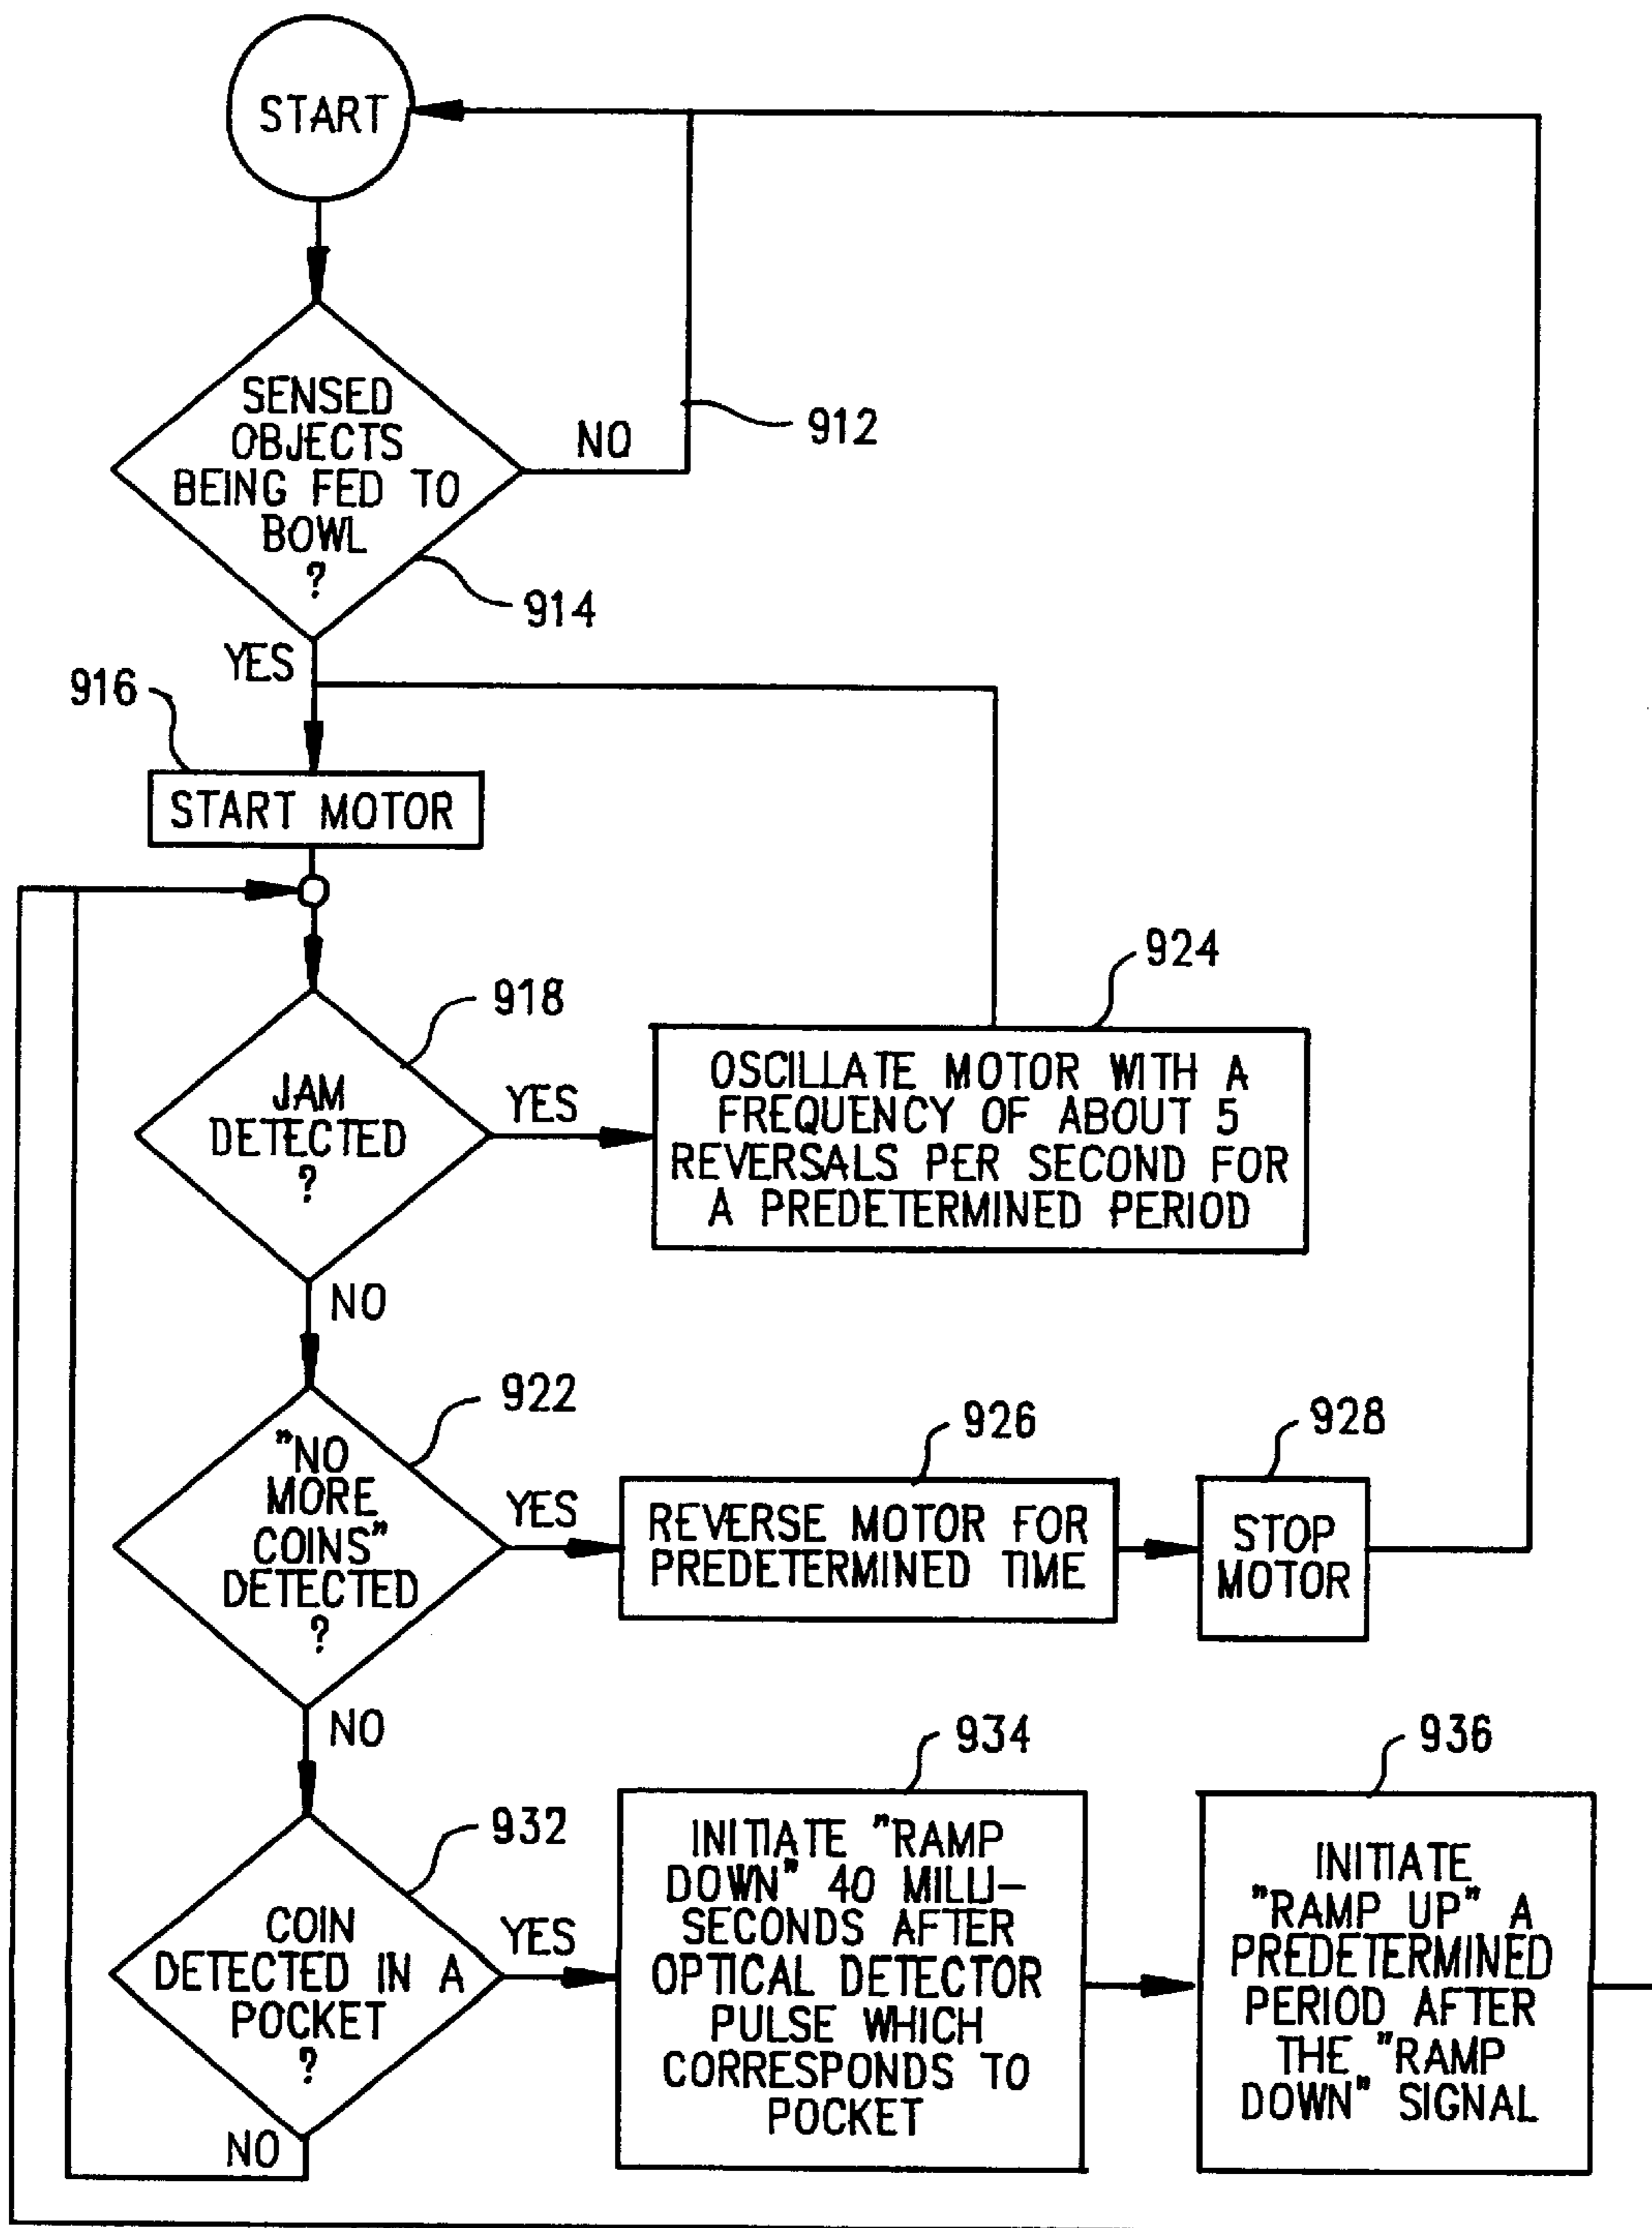 START
SENSED
OBJECTS
BEING FED TO
BOWL
?
NO
912
914
YES
916
START MOTOR
918
JAM
DETECTED
?
YES
924
OSCILLATE MOTOR WITH A
FREQUENCY OF ABOUT 5
REVERSALS PER SECOND FOR
A PREDETERMINED PERIOD
NO
922
"NO
MORE
COINS"
DETECTED
?
YES
926
REVERSE MOTOR FOR
PREDETERMINED TIME
928
STOP
MOTOR
NO
932
COIN
DETECTED IN A
POCKET
?
YES
934
INITIATE "RAMP
DOWN" 40 MILLI-
SECONDS AFTER
OPTICAL DETECTOR
PULSE WHICH
CORRESPONDS TO
POCKET
936
INITIATE
"RAMP UP" A
PREDETERMINED
PERIOD AFTER
THE "RAMP
DOWN" SIGNAL
NO